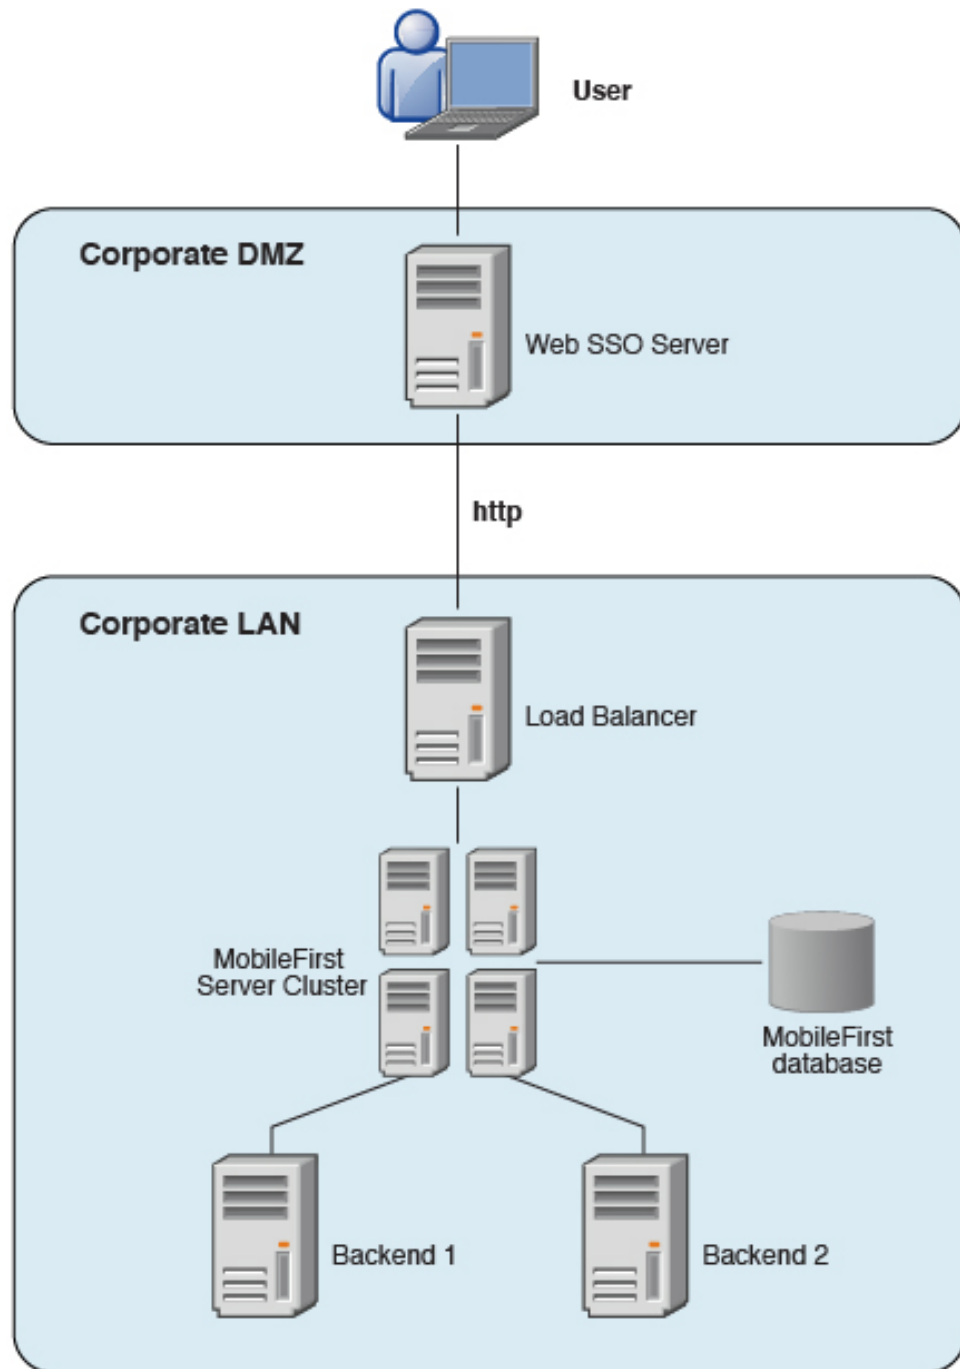 User
Corporate DMZ
Web SSO Server
http
Corporate LAN
Load Balancer
MobileFirst
Server Cluster
MobileFirst
database
Backend 1
Backend 2